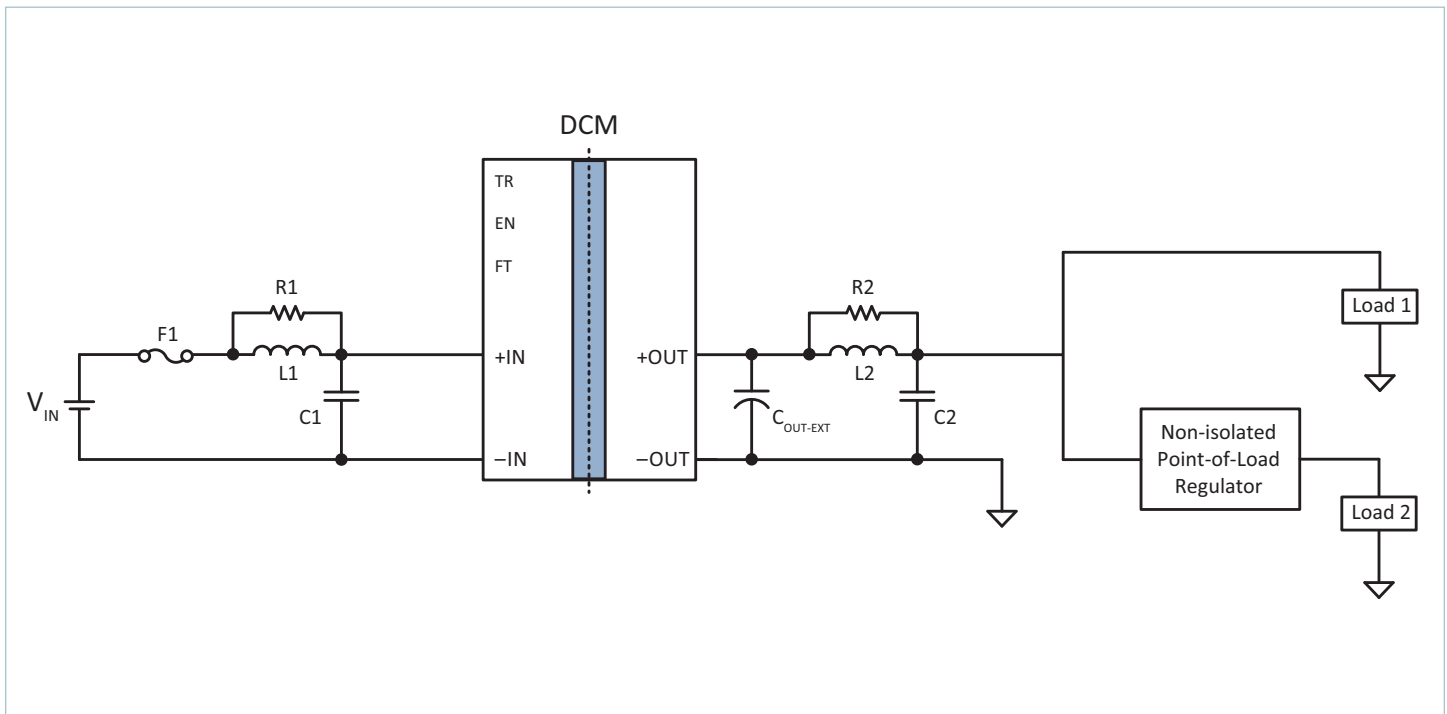 DCM
TR
EN
FT
R1
F1
L1
+IN
C1
V_IN
–IN
+OUT
–OUT
R2
L2
C_OUT-EXT
C2
Load 1
Non-isolated
Point-of-Load
Regulator
Load 2